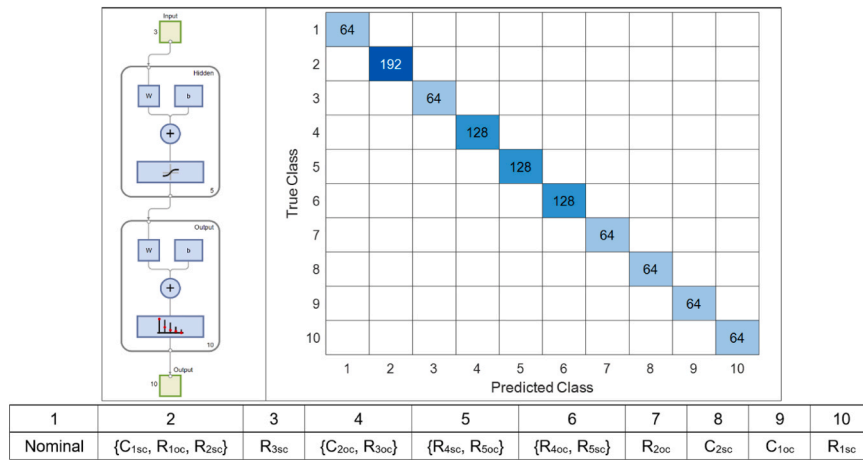 Input
3
Hidden
W
b
+
5
Output
W
b
+
10
Output
10
True Class
1
64
2
192
3
64
4
128
5
128
6
128
7
64
8
64
9
64
10
64
1 2 3 4 5 6 7 8 9 10
Predicted Class
1 2 3 4 5 6 7 8 9 10
Nominal {C1sc, R1oc, R2sc} R3sc {C2oc, R3oc} {R4sc, R5oc} {R4oc, R5sc} R2oc C2sc C1oc R1sc